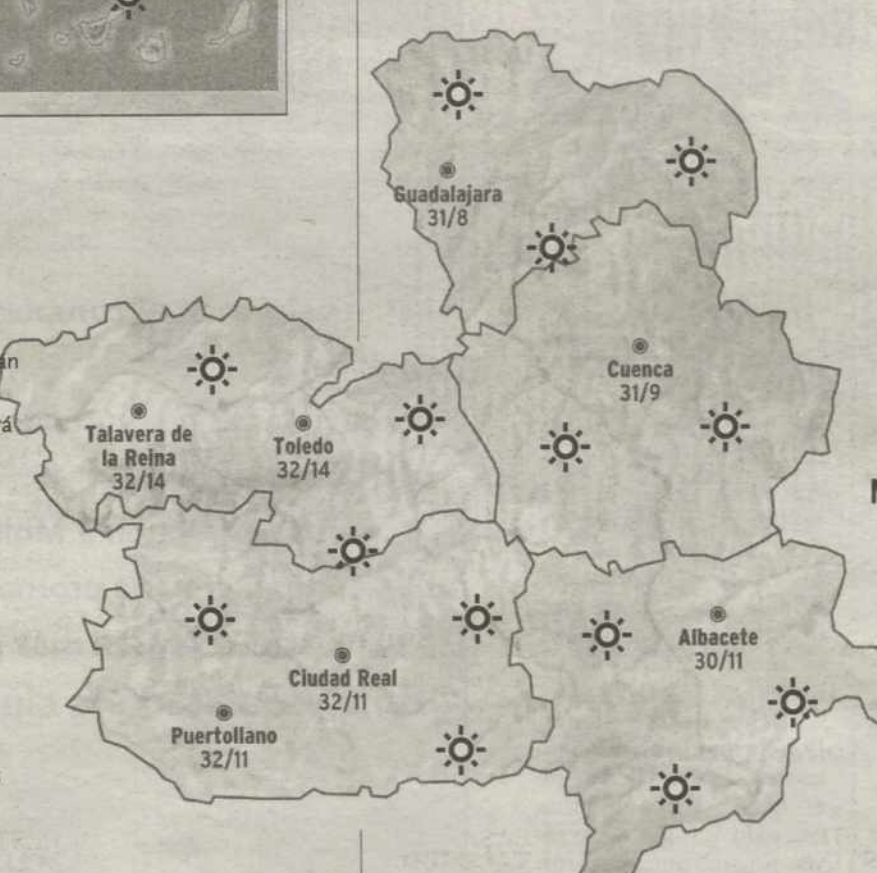 Guadalajara
31/8
Cuenca
31/9
Talavera de
la Reina
32/14
Toledo
32/14
Ciudad Real
32/11
Puertollano
32/11
Albacete
30/11